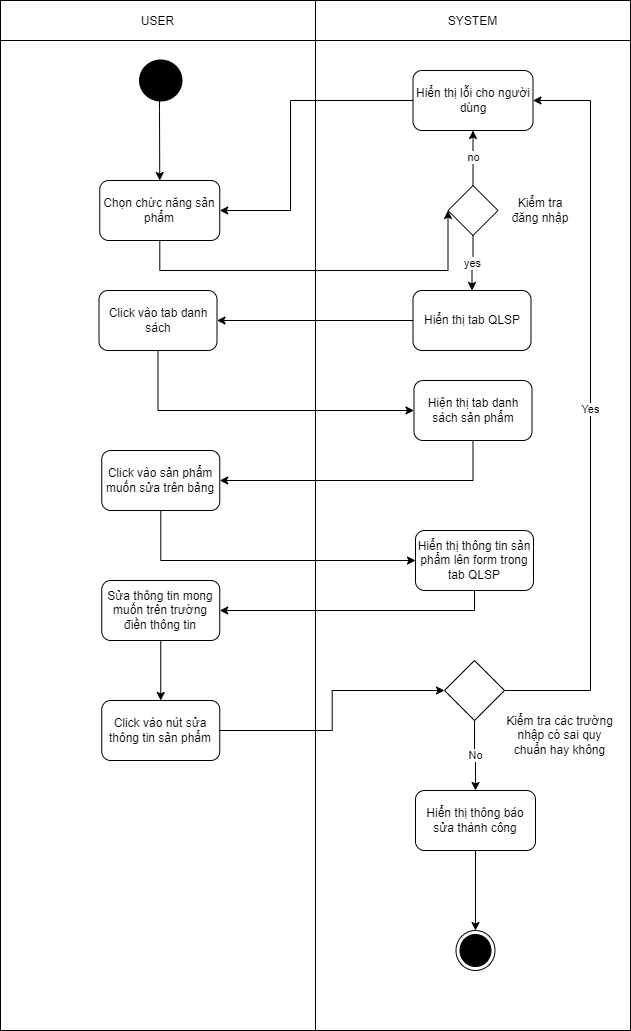 USER
SYSTEM
Hiển thị lỗi cho người
dùng
no
Chọn chức năng sản
phẩm
Kiểm tra
đăng nhập
yes
Click vào tab danh
sách
Hiển thị tab QLSP
Hiện thị tab danh
sách sản phẩm
Yes
Click vào sản phẩm
muốn sửa trên bảng
Hiển thị thông tin sản
phẩm lên form trong
tab QLSP
Sửa thông tin mong
muốn trên trường
điền thông tin
Click vào nút sửa
thông tin sản phẩm
Kiểm tra các trường
nhập có sai quy
chuẩn hay không
No
Hiển thị thông báo
sửa thành công